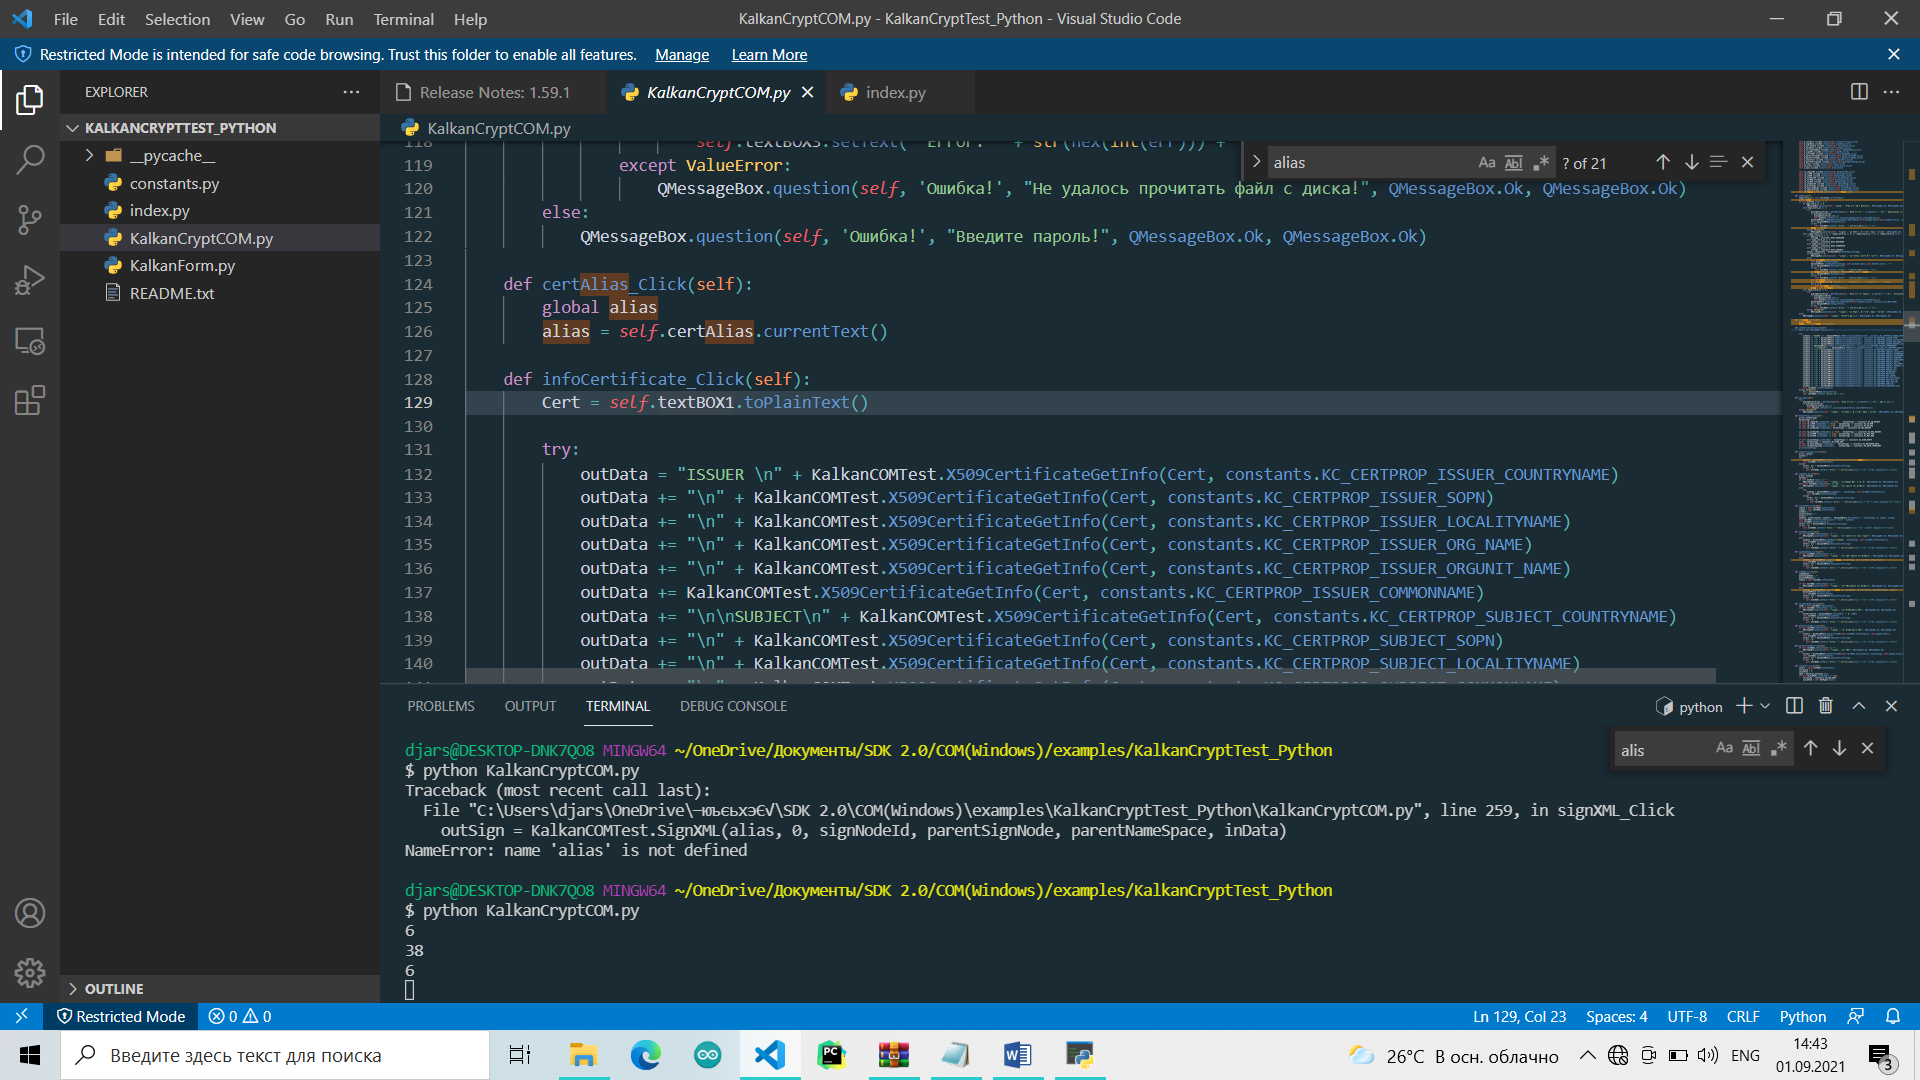 File Edit Selection View Go Run Terminal Help
KalkanCryptCOM.py - KalkanCryptTest_Python - Visual Studio Code
Restricted Mode is intended for safe code browsing. Trust this folder to enable all features. Manage Learn More
EXPLORER
Release Notes: 1.59.1
KalkanCryptCOM.py
index.py
KALKANCRYPTTEST_PYTHON
__pycache__
constants.py
index.py
KalkanCryptCOM.py
KalkanForm.py
README.txt
KalkanCryptCOM.py
alias
Aa Abl ? of 21
119 except ValueError:
120 QMessageBox.question(self, 'Ошибка!', "Не удалось прочитать файл с диска!", QMessageBox.Ok, QMessageBox.Ok)
121 else:
122 QMessageBox.question(self, 'Ошибка!', "Введите пароль!", QMessageBox.Ok, QMessageBox.Ok)
123
124 def certAlias_Click(self):
125 global alias
126 alias = self.certAlias.currentText()
127
128 def infoCertificate_Click(self):
129 Cert = self.textBOX1.toPlainText()
130
131 try:
132 outData = "ISSUER \n" + KalkanCOMTest.X509CertificateGetInfo(Cert, constants.KC_CERTPROP_ISSUER_COUNTRYNAME)
133 outData += "\n" + KalkanCOMTest.X509CertificateGetInfo(Cert, constants.KC_CERTPROP_ISSUER_SOPN)
134 outData += "\n" + KalkanCOMTest.X509CertificateGetInfo(Cert, constants.KC_CERTPROP_ISSUER_LOCALITYNAME)
135 outData += "\n" + KalkanCOMTest.X509CertificateGetInfo(Cert, constants.KC_CERTPROP_ISSUER_ORG_NAME)
136 outData += "\n" + KalkanCOMTest.X509CertificateGetInfo(Cert, constants.KC_CERTPROP_ISSUER_ORGUNIT_NAME)
137 outData += KalkanCOMTest.X509CertificateGetInfo(Cert, constants.KC_CERTPROP_ISSUER_COMMONNAME)
138 outData += "\n\nSUBJECT\n" + KalkanCOMTest.X509CertificateGetInfo(Cert, constants.KC_CERTPROP_SUBJECT_COUNTRYNAME)
139 outData += "\n" + KalkanCOMTest.X509CertificateGetInfo(Cert, constants.KC_CERTPROP_SUBJECT_SOPN)
140 outData += "\n" + KalkanCOMTest.X509CertificateGetInfo(Cert, constants.KC_CERTPROP_SUBJECT_LOCALITYNAME)
PROBLEMS OUTPUT TERMINAL DEBUG CONSOLE
python
alis
Aa Abl
djars@DESKTOP-DNK7QO8 MINGW64 ~/OneDrive/Документы/SDK 2.0/COM(Windows)/examples/KalkanCryptTest_Python
$ python KalkanCryptCOM.py
Traceback (most recent call last):
File "C:\Users\djars\OneDrive\─юъєьхэЄ√\SDK 2.0\COM(Windows)\examples\KalkanCryptTest_Python\KalkanCryptCOM.py", line 259, in signXML_Click
outSign = KalkanCOMTest.SignXML(alias, 0, signNodeId, parentSignNode, parentNameSpace, inData)
NameError: name 'alias' is not defined
djars@DESKTOP-DNK7QO8 MINGW64 ~/OneDrive/Документы/SDK 2.0/COM(Windows)/examples/KalkanCryptTest_Python
$ python KalkanCryptCOM.py
6
38
6
OUTLINE
Restricted Mode 0 0
Ln 129, Col 23 Spaces: 4 UTF-8 CRLF Python
Введите здесь текст для поиска
26°C В осн. облачно
ENG
14:43
01.09.2021
3